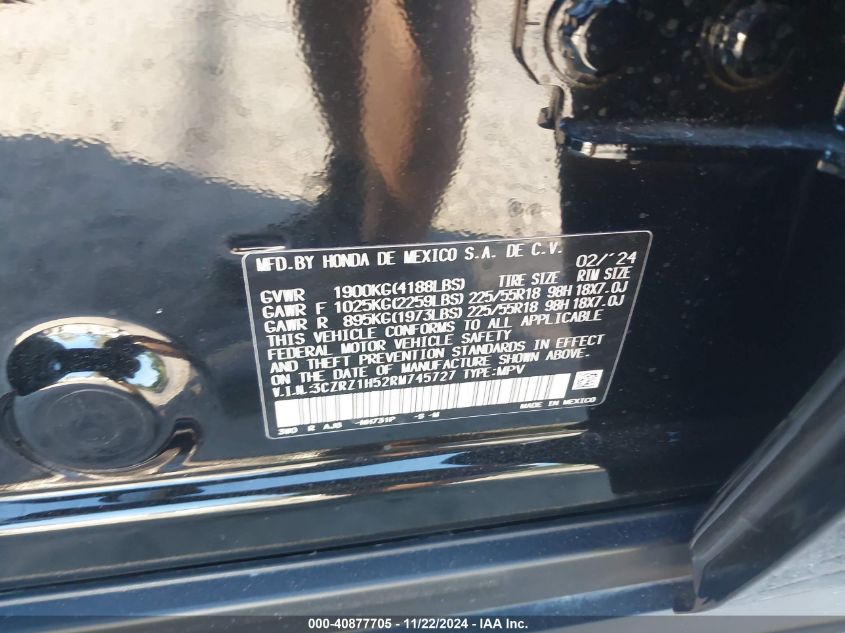 MFD.BY HONDA DE MEXICO S.A. DE C.V. 02/'24
TIRE SIZE RIM SIZE
GVWR 1900KG(4188LBS)
GAWR F 1025KG(2259LBS) 225/55R18 98H 18X7.0J
GAWR R 895KG(1973LBS) 225/55R18 98H 18X7.0J
THIS VEHICLE CONFORMS TO ALL APPLICABLE
FEDERAL MOTOR VEHICLE SAFETY
AND THEFT PREVENTION STANDARDS IN EFFECT
ON THE DATE OF MANUFACTURE SHOWN ABOVE.
V.I.N.:3CZRZ1H52RM745727 TYPE:MPV
3W0 R AJB -NH731P -S -M MADE IN MEXICO
000-40877705 - 11/22/2024 - © IAA, Inc.